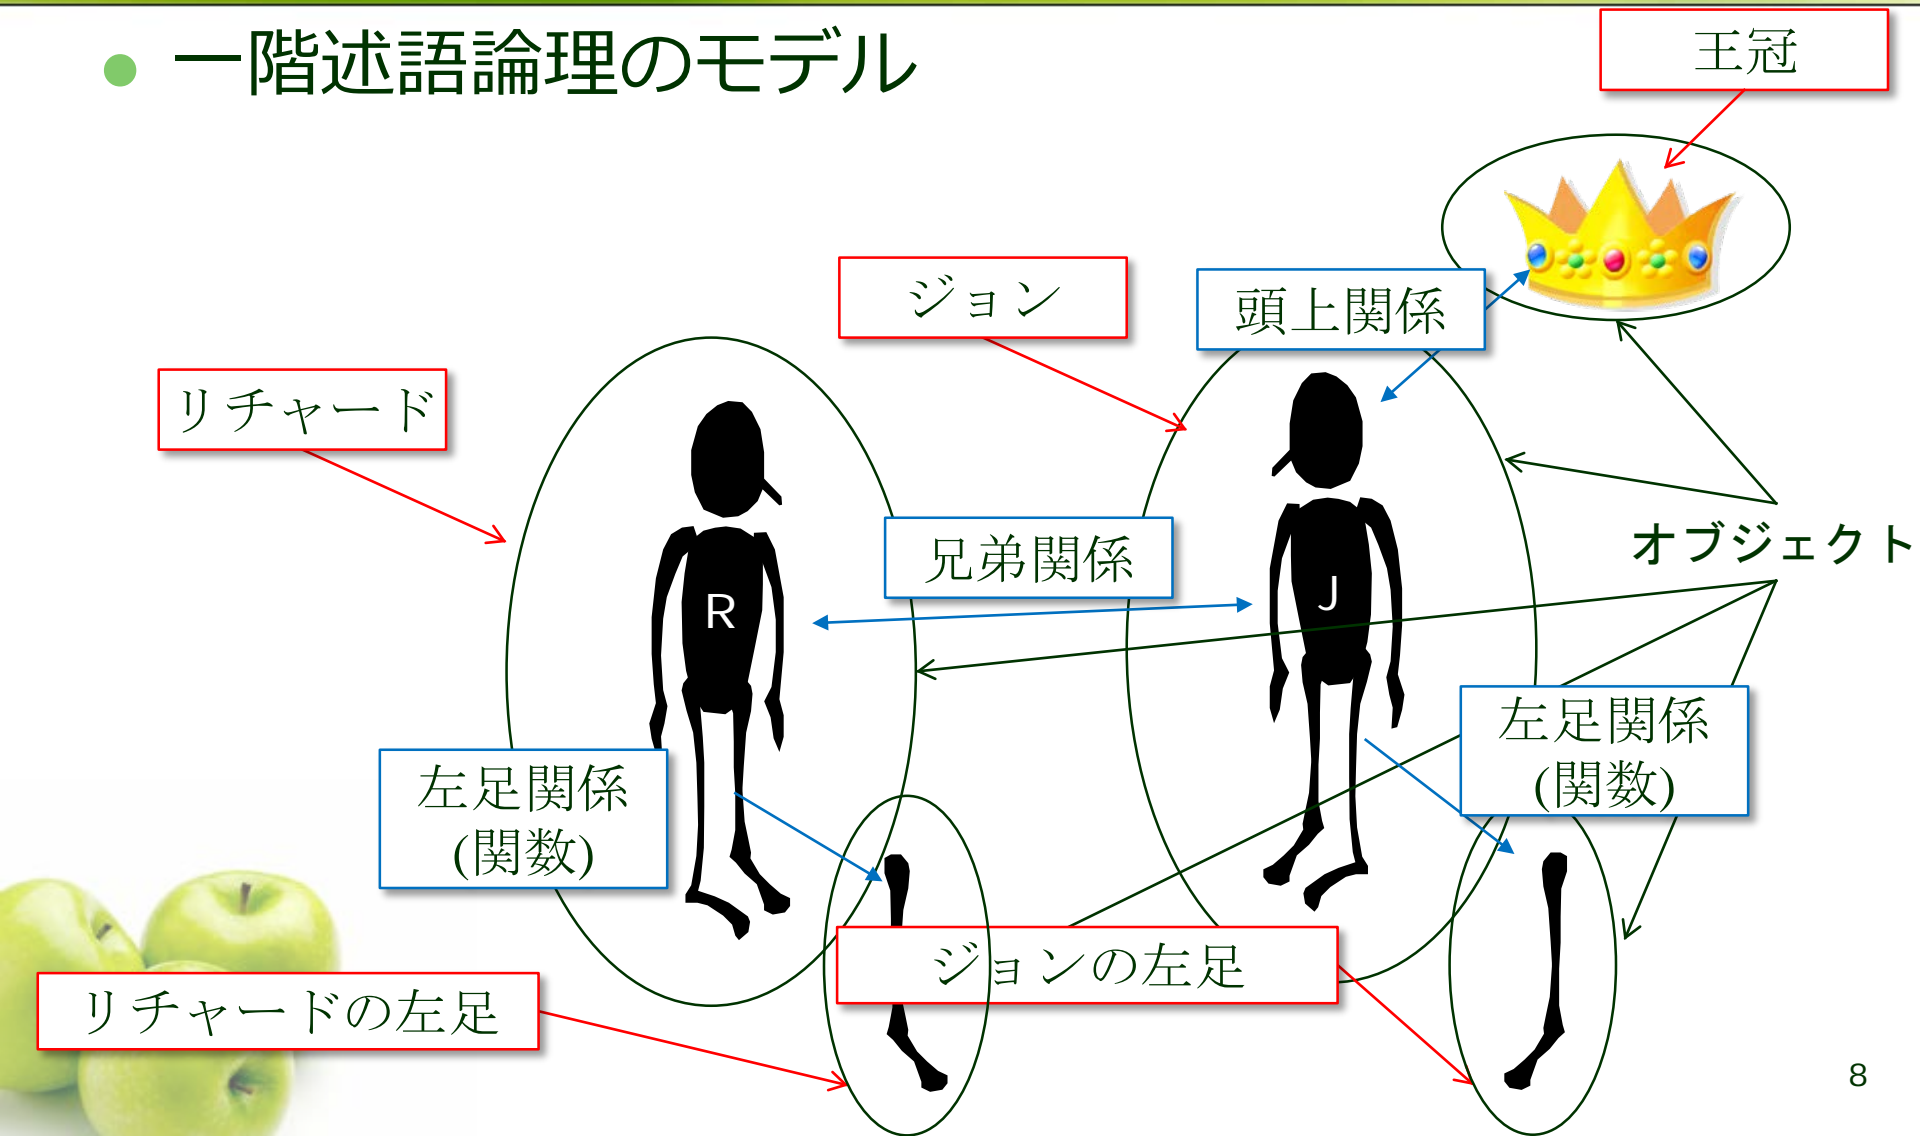 一階述語論理のモデル
王冠
ジョン
頭上関係
リチャード
兄弟関係
オブジェクト
R
J
左足関係
(関数)
左足関係
(関数)
ジョンの左足
リチャードの左足
8